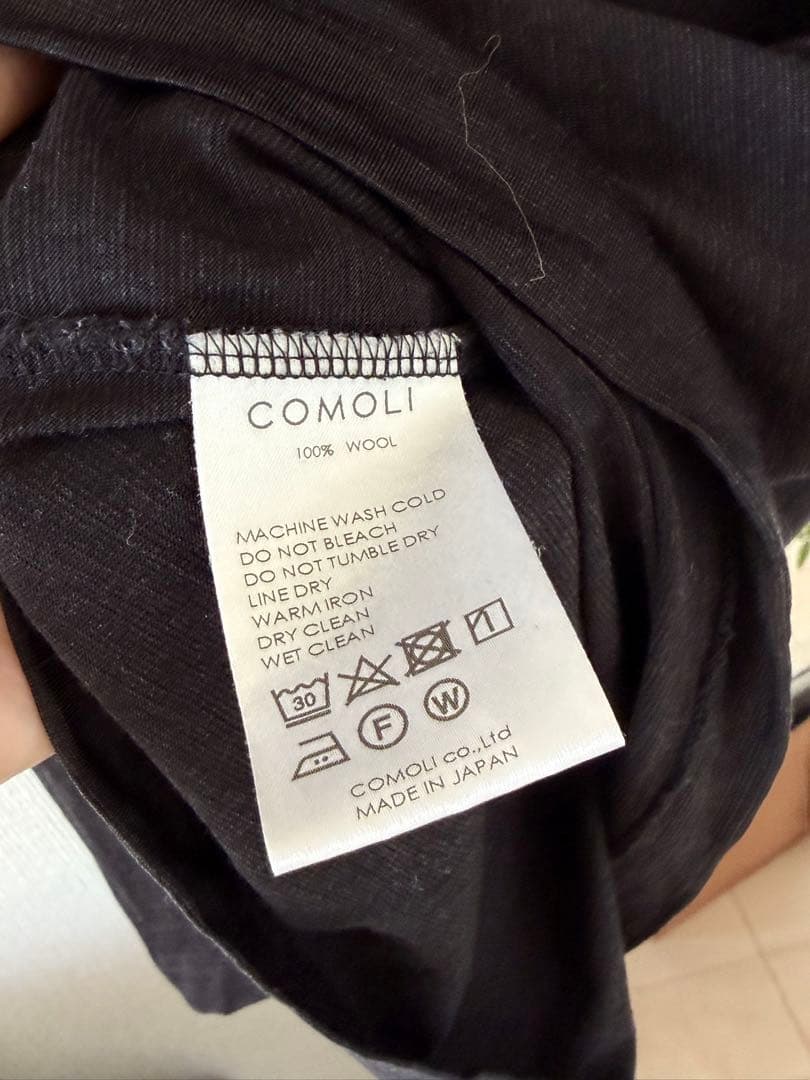 COMOLI
100% WOOL
MACHINE WASH COLD
DO NOT BLEACH
DO NOT TUMBLE DRY
LINE DRY
WARM IRON
DRY CLEAN
WET CLEAN
30
F W
COMOLI co.,Ltd
MADE IN JAPAN